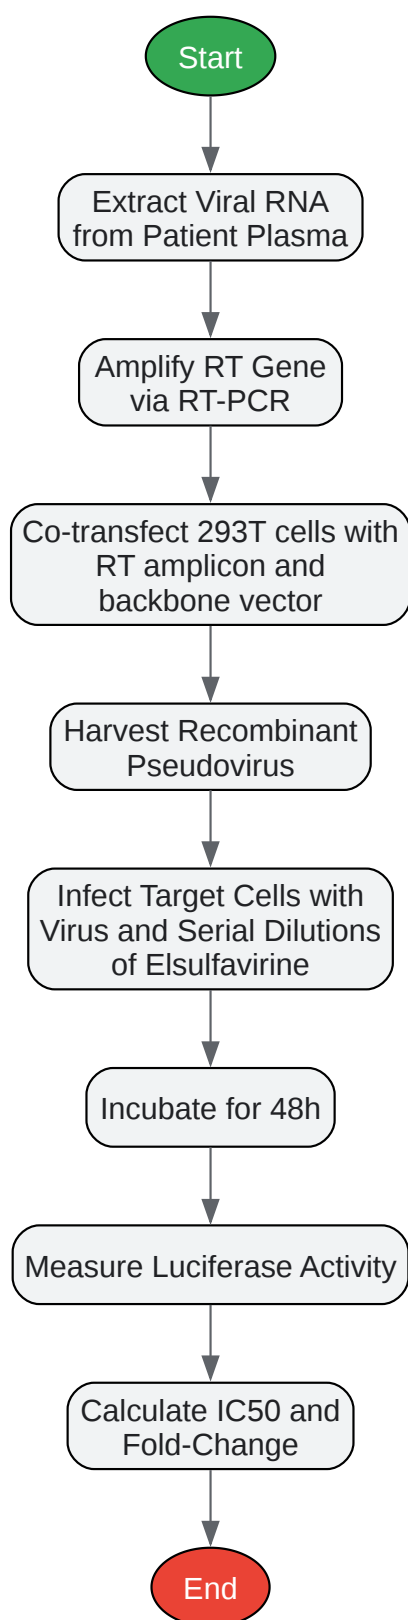 Start
Extract Viral RNA
from Patient Plasma
Amplify RT Gene
via RT-PCR
Co-transfect 293T cells with
RT amplicon and
backbone vector
Harvest Recombinant
Pseudovirus
Infect Target Cells with
Virus and Serial Dilutions
of Elsulfavirine
Incubate for 48h
Measure Luciferase Activity
Calculate IC50 and
Fold-Change
End